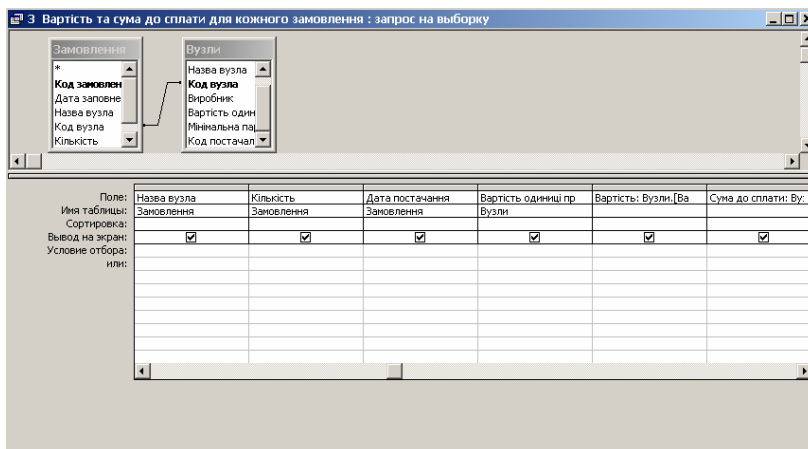 3 Вартість та сума до сплати для кожного замовлення : запрос на выборку
Замовлення
*
Код замовлен
Дата заповне
Назва вузла
Код вузла
Кількість
Вузли
Назва вузла
Код вузла
Виробник
Вартість один
Мінімальна пар
Код постачал
Поле: Назва вузла Кількість Дата постачання Вартість одиниці пр Вартість: Вузли.[Ва Сума до сплати: Ву:
Имя таблицы: Замовлення Замовлення Замовлення Вузли
Сортировка:
Вывод на экран:
Условие отбора:
или: